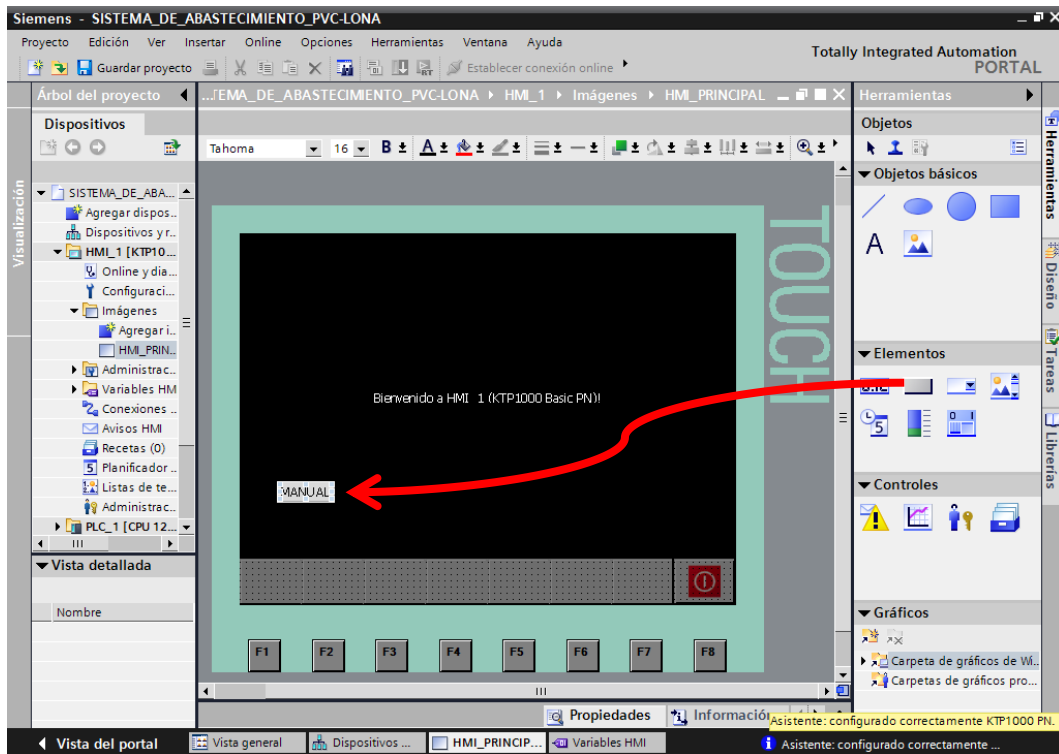 Siemens - SISTEMA_DE_ABASTECIMIENTO_PVC-LONA
Proyecto Edición Ver Insertar Online Opciones Herramientas Ventana Ayuda
Totally Integrated Automation
PORTAL
Guardar proyecto
Establecer conexión online
Árbol del proyecto
...TEMA_DE_ABASTECIMIENTO_PVC-LONA HMI_1 Imágenes HMI_PRINCIPAL
Herramientas
Visualización
Dispositivos
SISTEMA_DE_ABA...
Agregar dispos..
Dispositivos y r..
HMI_1 [KTP10...
Online y dia...
Configuraci...
Imágenes
Agregar i..
HMI_PRIN..
Administrac..
Variables HM
Conexiones ..
Avisos HMI
Recetas (0)
Planificador ..
Listas de te...
Administrac..
PLC_1 [CPU 12...
Vista detallada
Nombre
Tahoma 16 B A
TOUCH
Bienvenido a HMI_1 (KTP1000 Basic PN)!
MANUAL
F1 F2 F3 F4 F5 F6 F7 F8
Propiedades Información
Objetos
Objetos básicos
A
Elementos
5
0 1
Controles
Gráficos
Carpeta de gráficos de Wi..
Carpetas de gráficos pro...
Herramientas
Diseño
Tareas
Librerías
Asistente: configurado correctamente KTP1000 PN.
Vista del portal
Vista general
Dispositivos ...
HMI_PRINCIP...
Variables HMI
Asistente: configurado correctamente ...